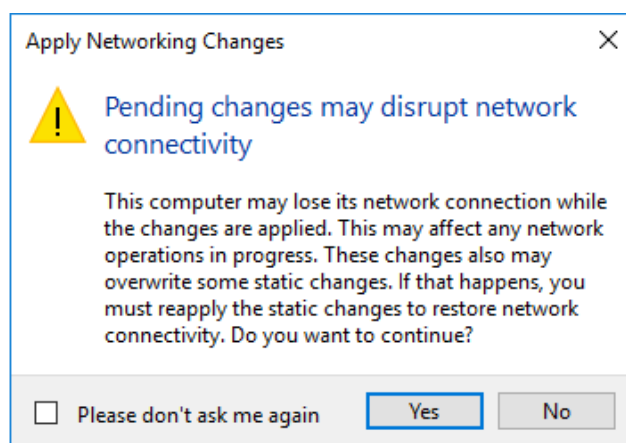 Apply Networking Changes
Pending changes may disrupt network
connectivity
This computer may lose its network connection while
the changes are applied. This may affect any network
operations in progress. These changes also may
overwrite some static changes. If that happens, you
must reapply the static changes to restore network
connectivity. Do you want to continue?
Please don't ask me again
Yes
No